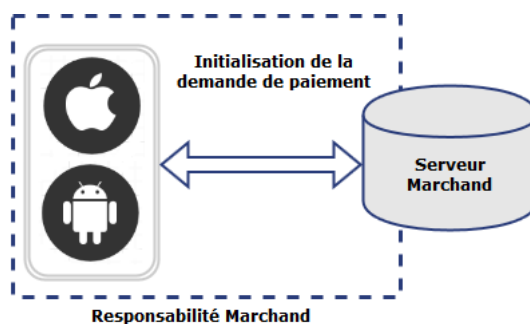 Initialisation de la
demande de paiement
Serveur
Marchand
Responsabilité Marchand